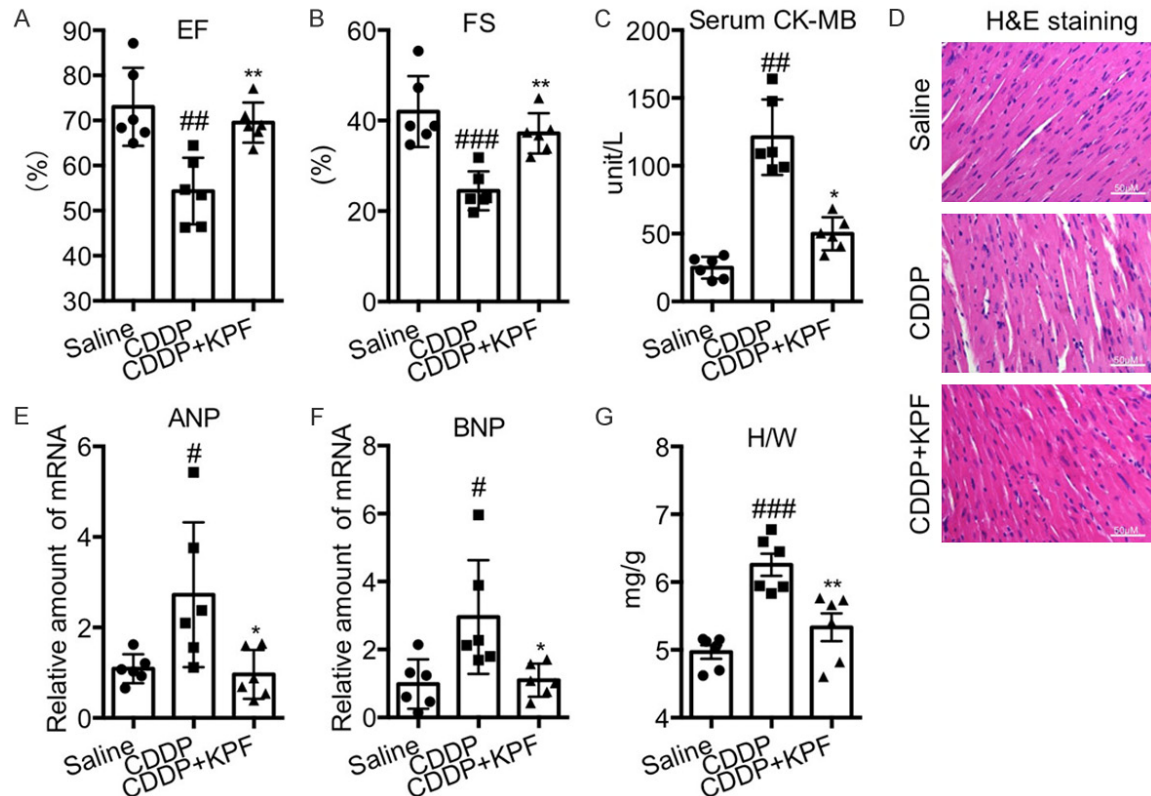 A
EF
90
80
70
60
50
40
30
(%)
##
**
Saline
CDDP
CDDP+KPF
B
FS
60
40
20
0
(%)
###
**
Saline
CDDP
CDDP+KPF
C
Serum CK-MB
200
150
100
50
0
unit/L
##
*
Saline
CDDP
CDDP+KPF
D
H&E staining
Saline
50μM
CDDP
50μM
CDDP+KPF
50μM
E
ANP
6
4
2
0
Relative amount of mRNA
#
*
Saline
CDDP
CDDP+KPF
F
BNP
8
6
4
2
0
Relative amount of mRNA
#
*
Saline
CDDP
CDDP+KPF
G
H/W
8
7
6
5
4
mg/g
###
**
Saline
CDDP
CDDP+KPF